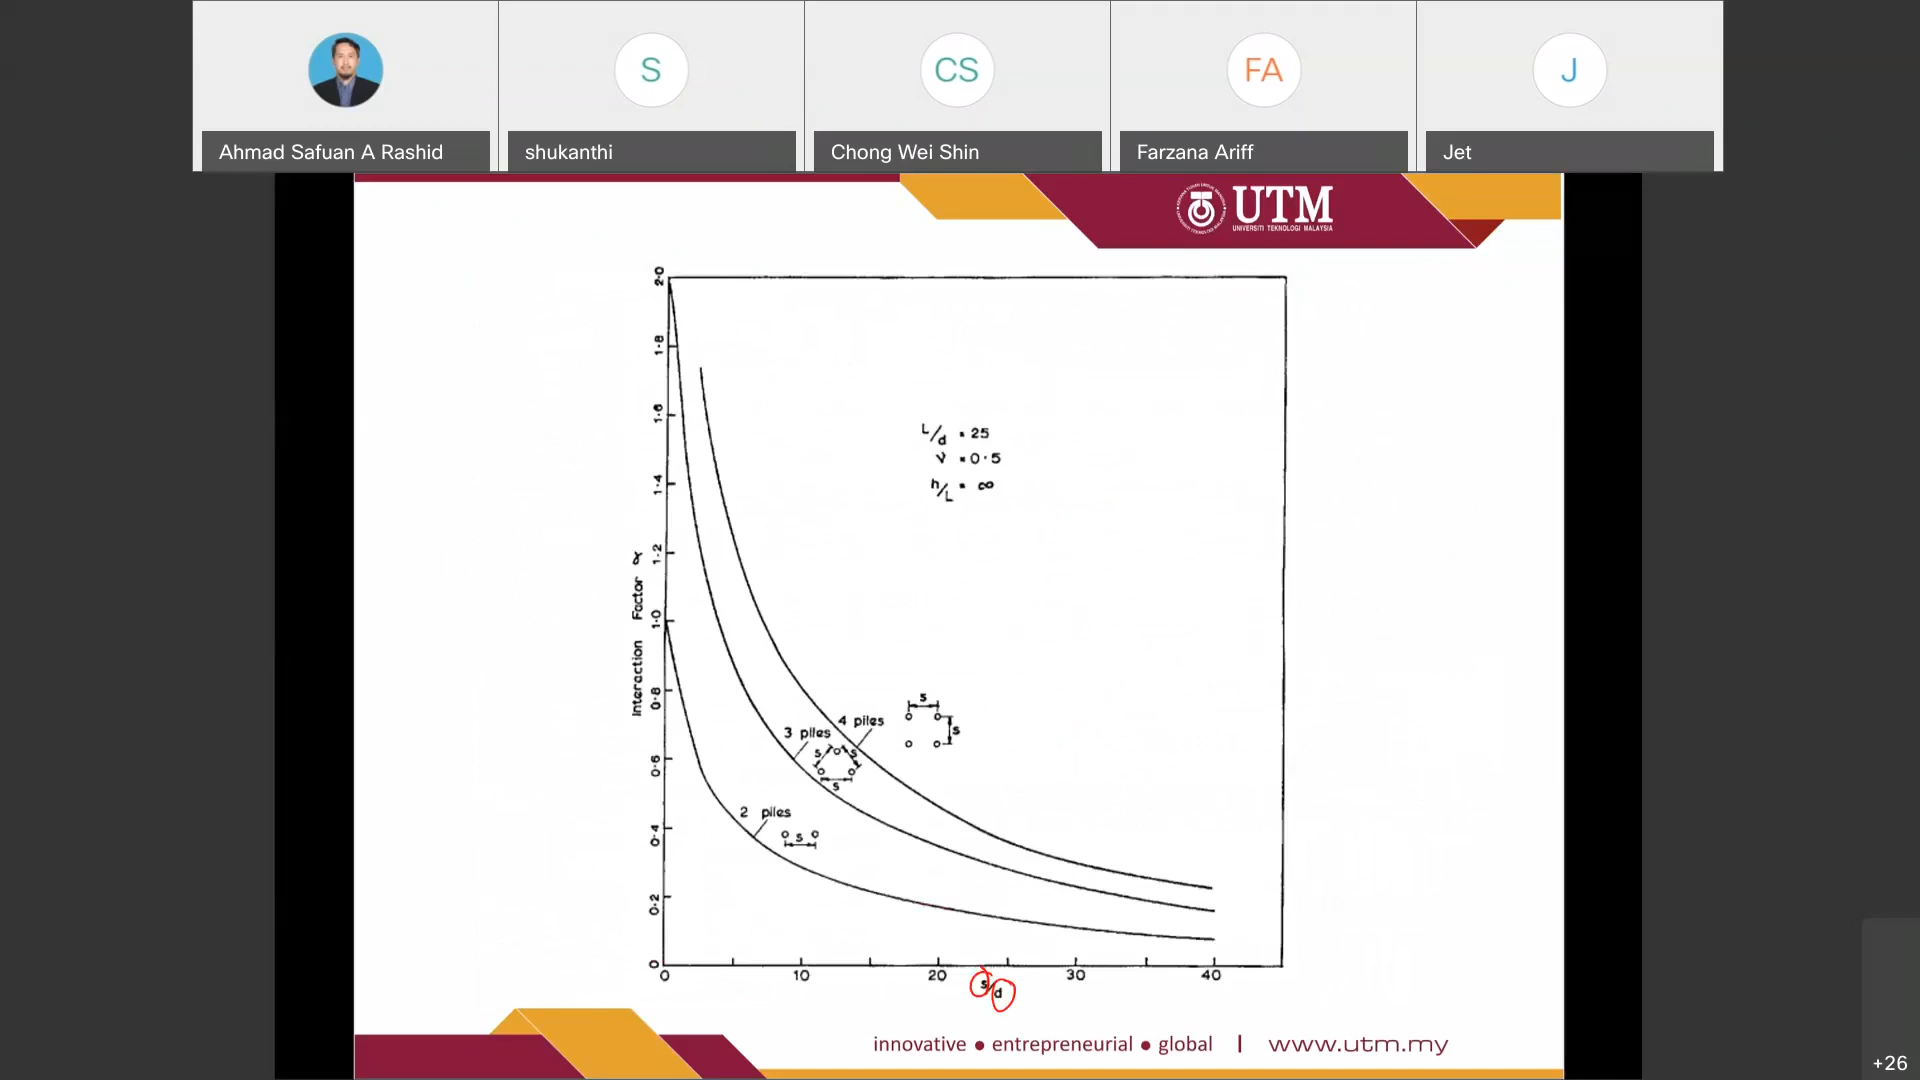 S
CS
FA
J
Ahmad Safuan A Rashid
shukanthi
Chong Wei Shin
Farzana Ariff
Jet
UTM
UNIVERSITI TEKNOLOGI MALAYSIA
2·0
1·8
1·6
1·4
1·2
1·0
0·8
0·6
0·4
0·2
0
Interaction Factor α
L/d = 25
ν = 0·5
h/L = ∞
4 piles
s
s
3 piles
s
s
s
2 piles
s
0
10
20
30
40
s/d
innovative ● entrepreneurial ● global | www.utm.my
+26